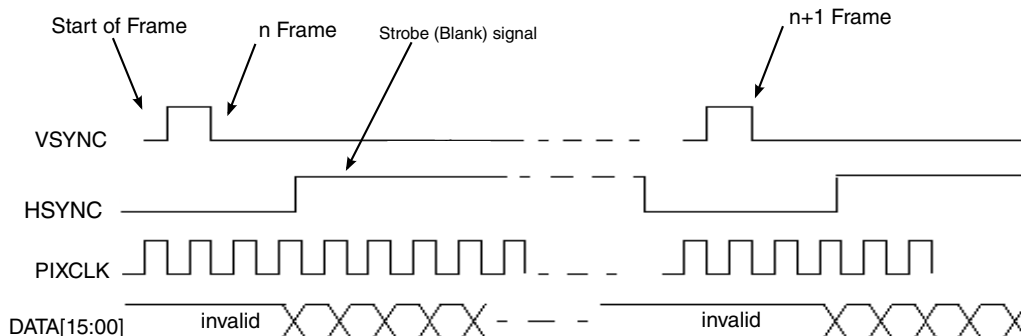 Start of Frame
n Frame
Strobe (Blank) signal
n+1 Frame
VSYNC
HSYNC
PIXCLK
DATA[15:00]
invalid
invalid